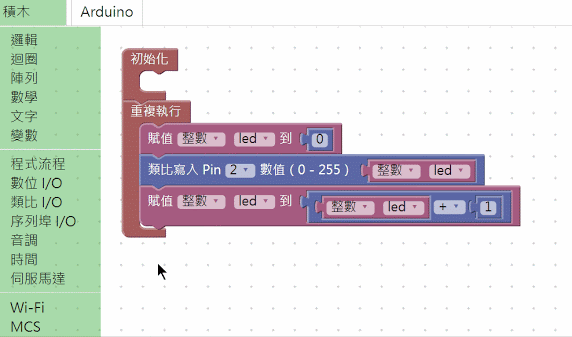 積木 Arduino
邏輯
迴圈
陣列
數學
文字
變數
程式流程
數位 I/O
類比 I/O
序列埠 I/O
音調
時間
伺服馬達
Wi-Fi
MCS
初始化
重複執行
賦值 整數 led 到 0
類比寫入 Pin 2 數值 ( 0 - 255 ) 整數 led
賦值 整數 led 到 整數 led + 1